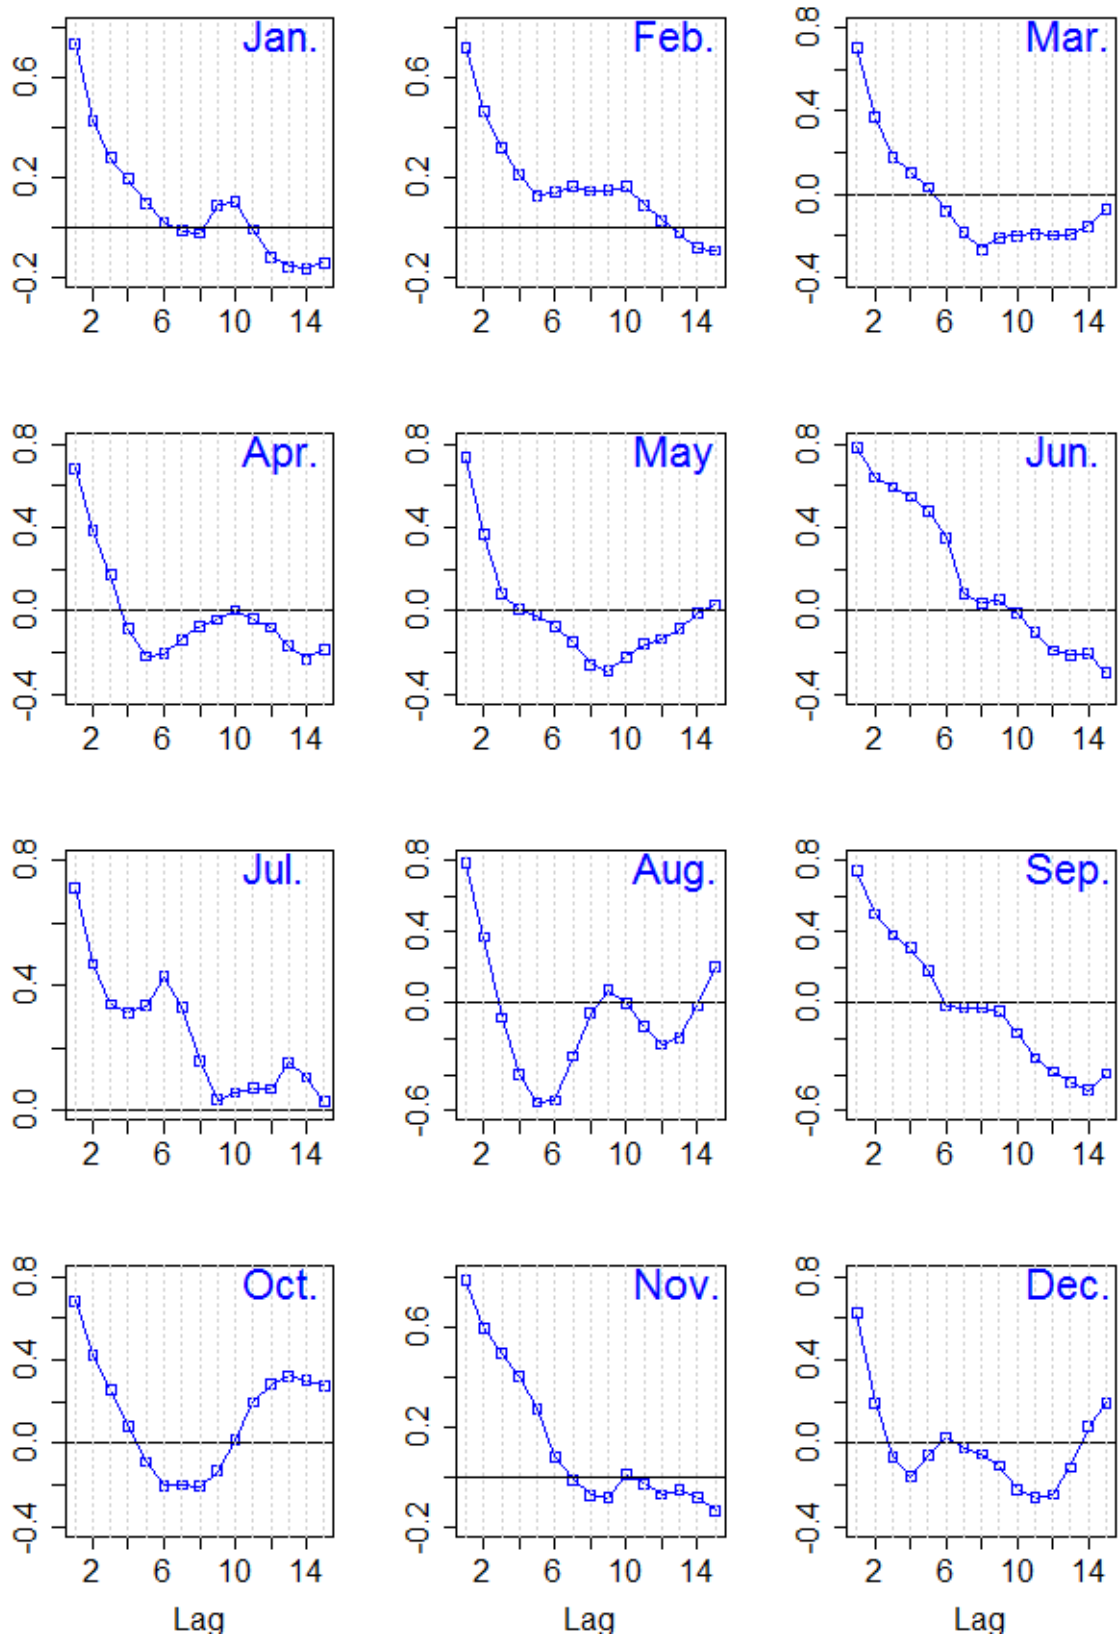 Jan. Feb. Mar.
-0.2 0.2 0.6 -0.2 0.2 0.6 -0.4 0.0 0.4 0.8
2 6 10 14 2 6 10 14 2 6 10 14
Apr. May Jun.
-0.4 0.0 0.4 0.8 -0.4 0.0 0.4 0.8 -0.4 0.0 0.4 0.8
2 6 10 14 2 6 10 14 2 6 10 14
Jul. Aug. Sep.
0.0 0.4 0.8 -0.6 0.0 0.4 0.8 -0.6 0.0 0.4 0.8
2 6 10 14 2 6 10 14 2 6 10 14
Oct. Nov. Dec.
-0.4 0.0 0.4 0.8 -0.2 0.2 0.6 -0.4 0.0 0.4 0.8
2 6 10 14 2 6 10 14 2 6 10 14
Lag Lag Lag